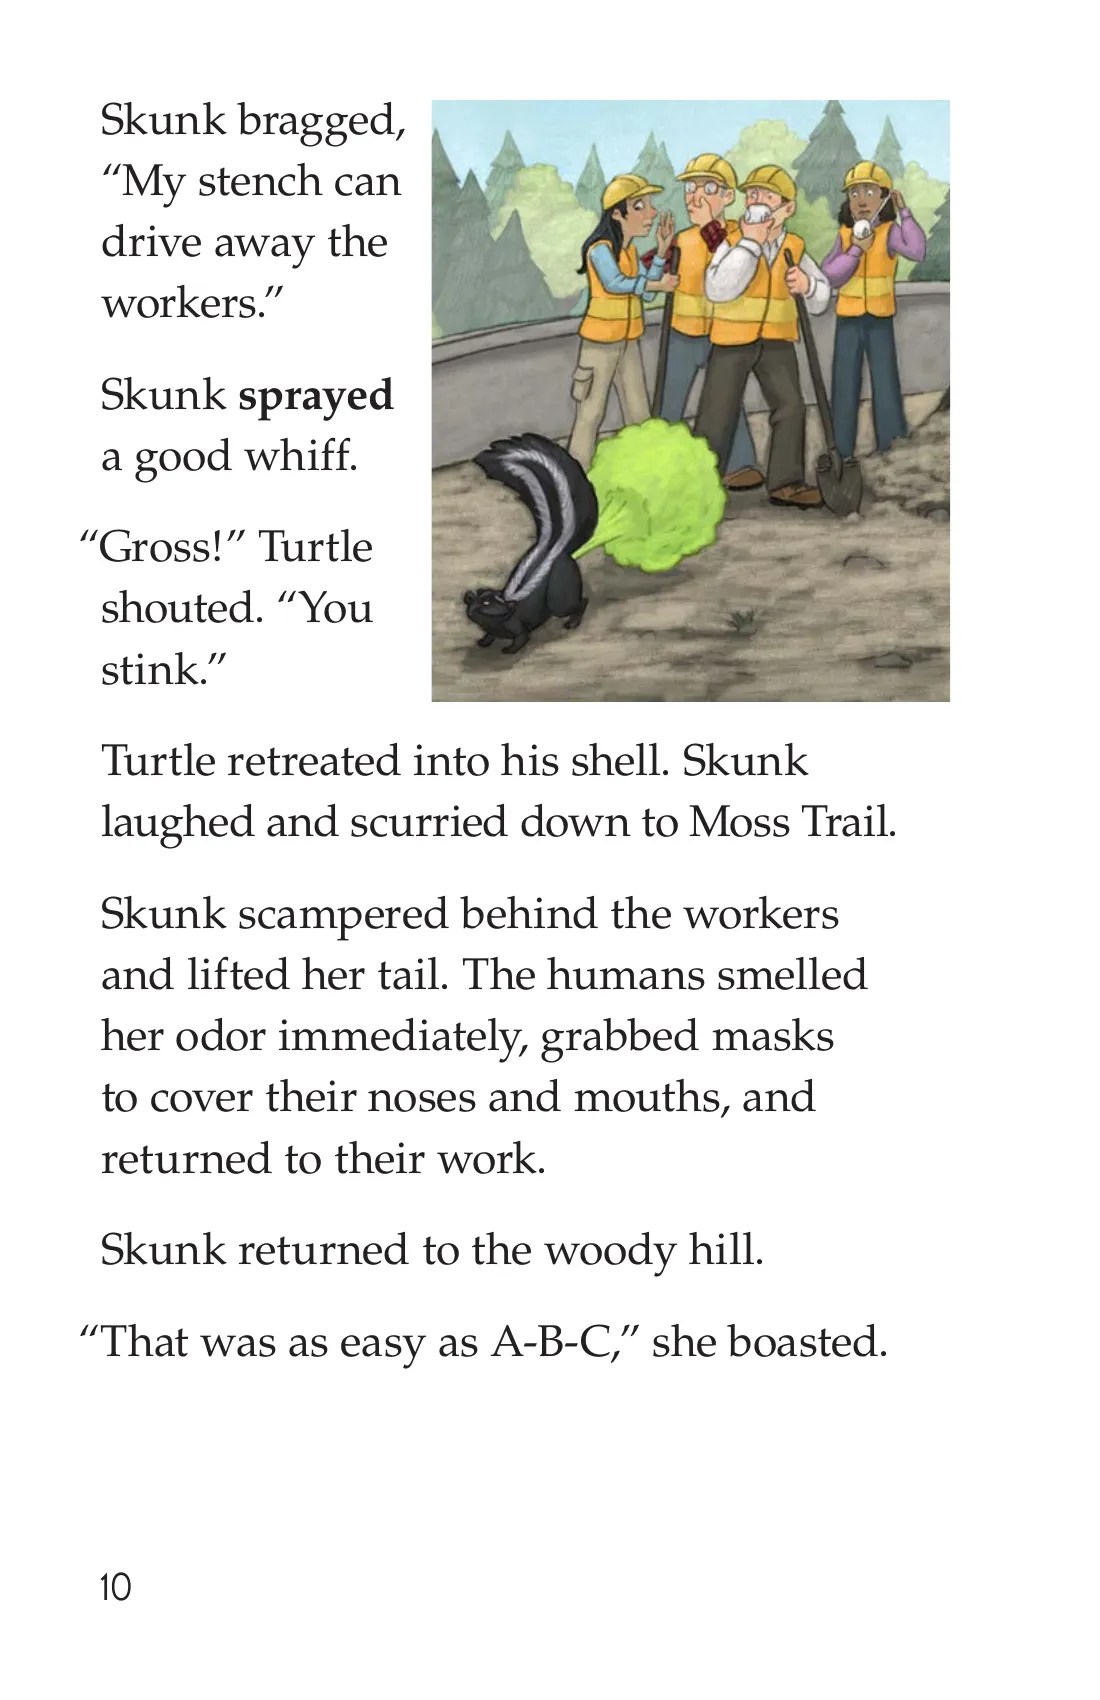 Skunk bragged,
“My stench can
drive away the
workers.”
Skunk sprayed
a good whiff.
“Gross!” Turtle
shouted. “You
stink.”
Turtle retreated into his shell. Skunk
laughed and scurried down to Moss Trail.
Skunk scampered behind the workers
and lifted her tail. The humans smelled
her odor immediately, grabbed masks
to cover their noses and mouths, and
returned to their work.
Skunk returned to the woody hill.
“That was as easy as A-B-C,” she boasted.
10